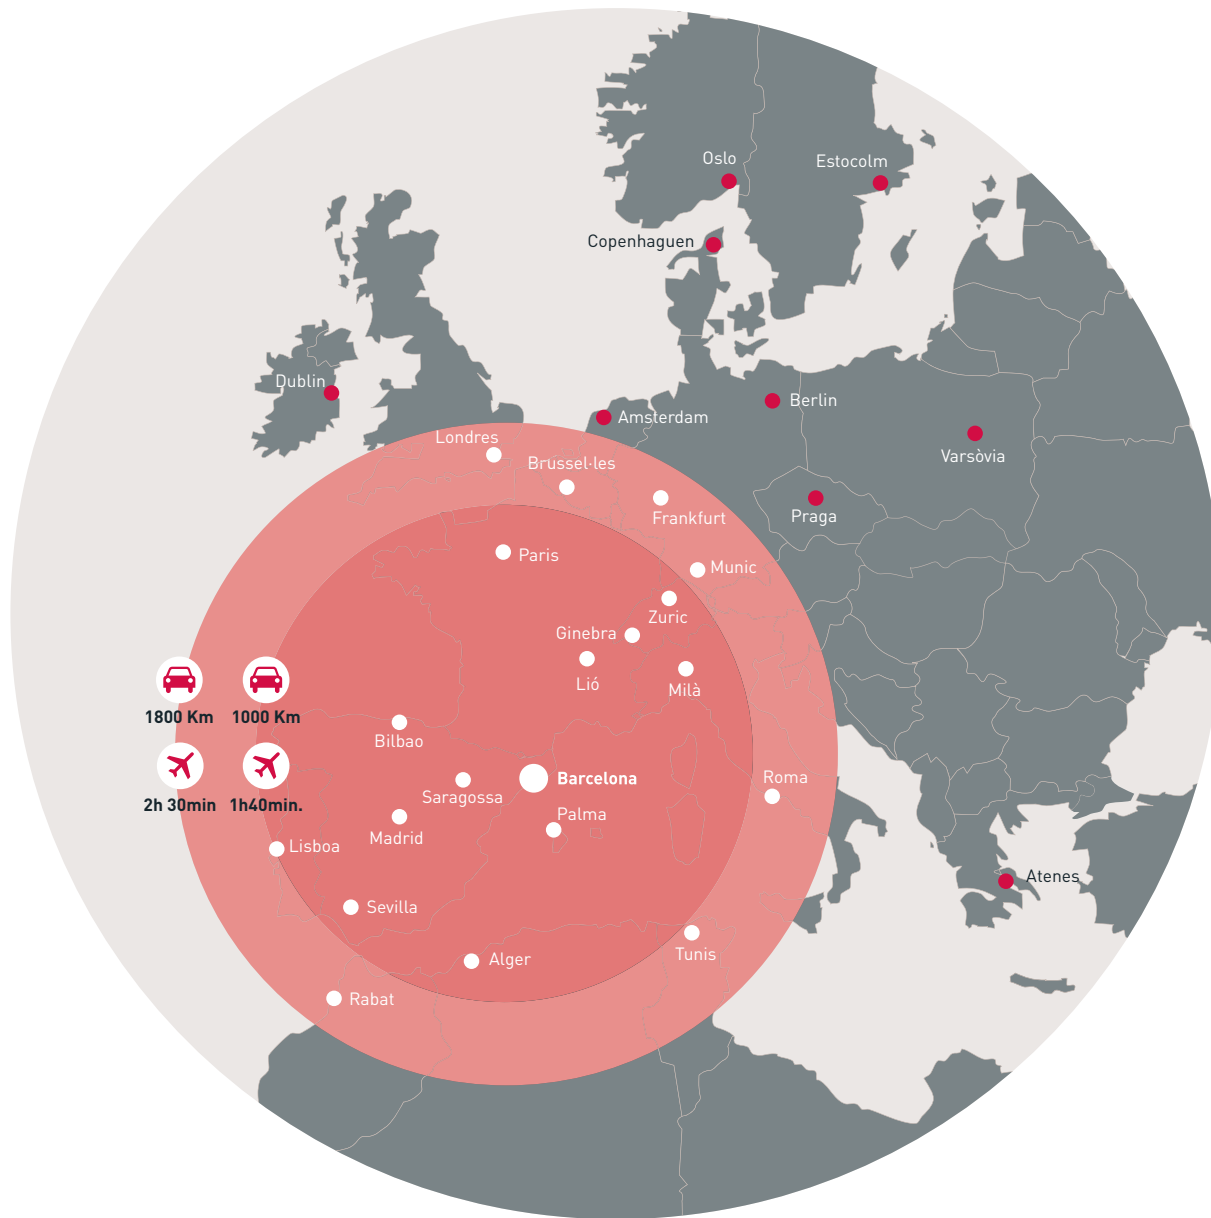 Oslo
Estocolm
Copenhaguen
Dublin
Berlin
Amsterdam
Londres
Varsòvia
Brussel·les
Frankfurt
Praga
Paris
Munic
Zuric
Ginebra
Lió
Milà
1800 Km
1000 Km
Bilbao
Barcelona
Roma
Saragossa
2h 30min
1h40min.
Palma
Madrid
Lisboa
Atenes
Sevilla
Tunis
Alger
Rabat